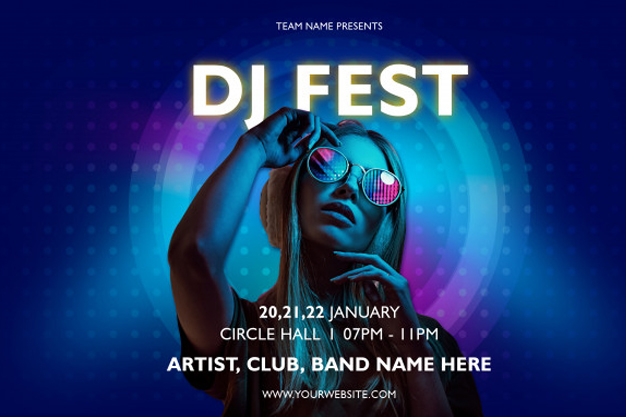 TEAM NAME PRESENTS
DJ FEST
20,21,22 JANUARY
CIRCLE HALL | 07PM - 11PM
ARTIST, CLUB, BAND NAME HERE
WWW.YOURWEBSITE.COM